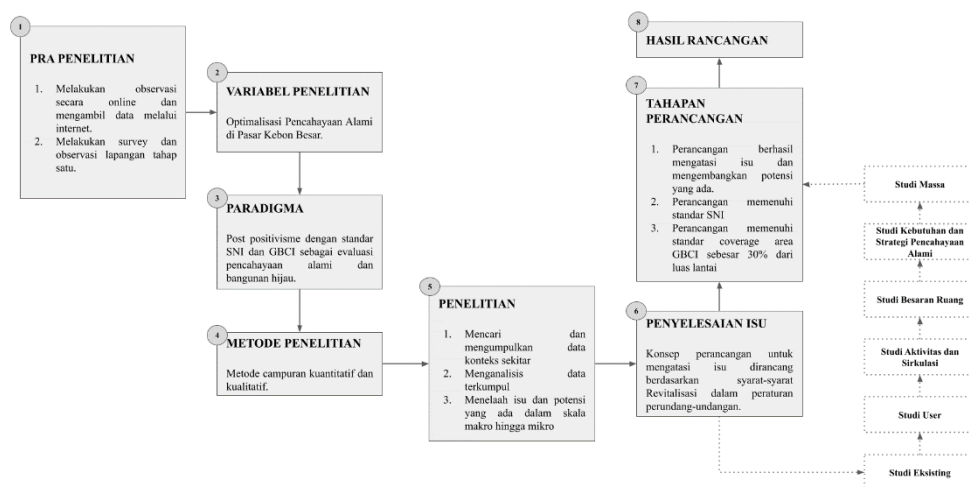 1
PRA PENELITIAN
1. Melakukan observasi
secara online dan
mengambil data melalui
internet.
2. Melakukan survey dan
observasi lapangan tahap
satu.
2
VARIABEL PENELITIAN
Optimalisasi Pencahayaan Alami
di Pasar Kebon Besar.
3
PARADIGMA
Post positivisme dengan standar
SNI dan GBCI sebagai evaluasi
pencahayaan alami dan
bangunan hijau.
4
METODE PENELITIAN
Metode campuran kuantitatif dan
kualitatif.
5
PENELITIAN
1. Mencari dan
mengumpulkan data
konteks sekitar
2. Menganalisis data
terkumpul
3. Menelaah isu dan potensi
yang ada dalam skala
makro hingga mikro
6
PENYELESAIAN ISU
Konsep perancangan untuk
mengatasi isu dirancang
berdasarkan syarat-syarat
Revitalisasi dalam peraturan
perundang-undangan.
7
TAHAPAN
PERANCANGAN
1. Perancangan berhasil
mengatasi isu dan
mengembangkan potensi
yang ada.
2. Perancangan memenuhi
standar SNI
3. Perancangan memenuhi
standar coverage area
GBCI sebesar 30% dari
luas lantai
8
HASIL RANCANGAN
Studi Massa
Studi Kebutuhan dan
Strategi Pencahayaan
Alami
Studi Besaran Ruang
Studi Aktivitas dan
Sirkulasi
Studi User
Studi Eksisting